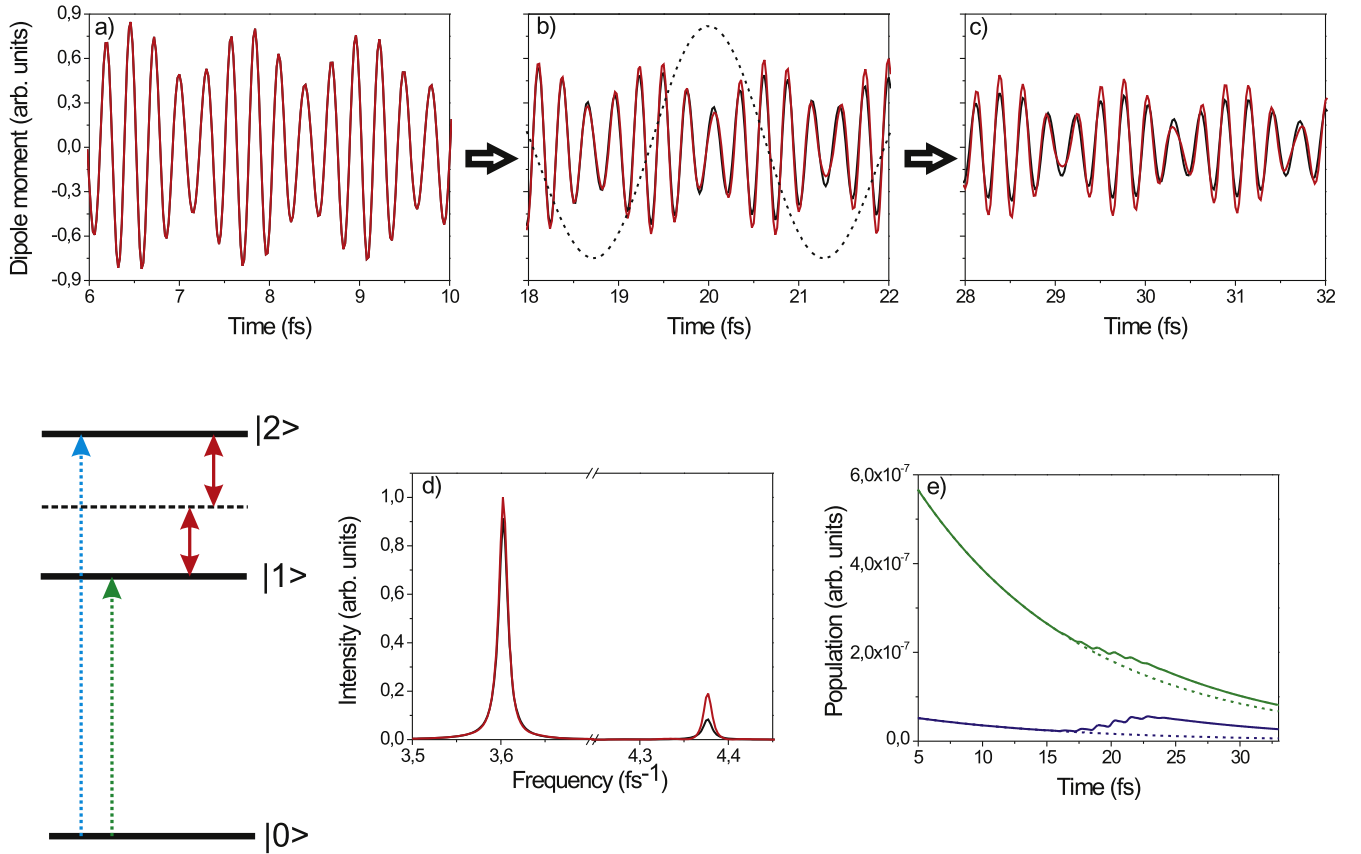 a)
b)
c)
0,9
0,6
0,3
0,0
-0,3
-0,6
-0,9
Dipole moment (arb. units)
6 7 8 9 10
18 19 20 21 22
28 29 30 31 32
Time (fs)
Time (fs)
Time (fs)
|2>
|1>
|0>
d)
1,0
0,8
0,6
0,4
0,2
0,0
Intensity (arb. units)
3,5 3,6 4,3 4,4
Frequency (fs-1)
e)
6,0x10-7
4,0x10-7
2,0x10-7
0,0
Population (arb. units)
5 10 15 20 25 30
Time (fs)